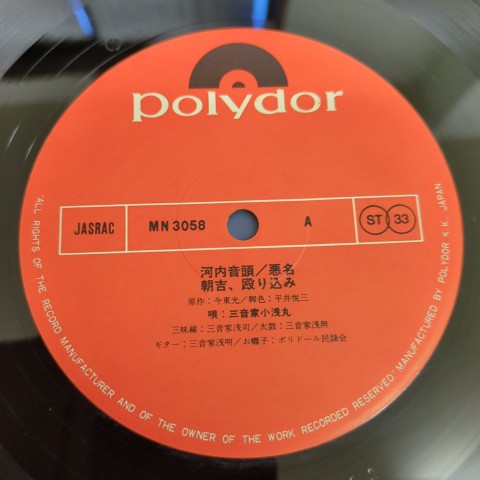 polydor
JASRAC MN 3058 A ST 33
河内音頭／悪名
朝吉、殴り込み
原作：今東光／脚色：平井悦三
唄：三音家小浅丸
三味線：三音家浅司／太鼓：三音家浅照
ギター：三音家浅明／お囃子：ポリドール民謡会
"ALL RIGHTS OF THE RECORD MANUFACTURER AND OF THE OWNER OF THE WORK RECORDED RESERVED." MANUFACTURED BY POLYDOR K.K. JAPAN